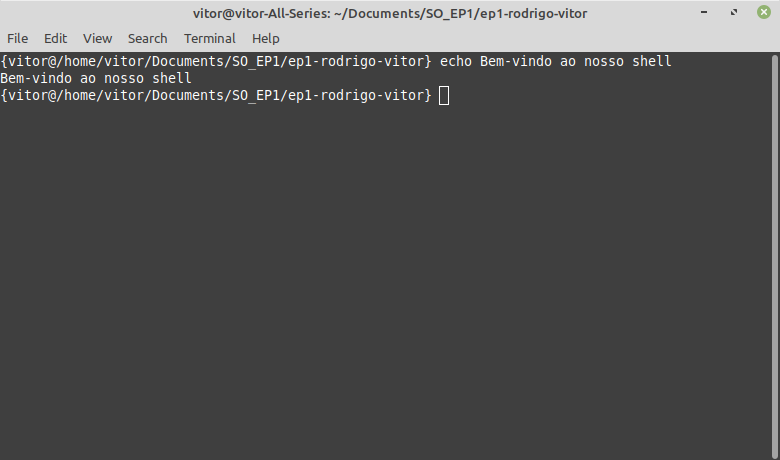 vitor@vitor-All-Series: ~/Documents/SO_EP1/ep1-rodrigo-vitor
File Edit View Search Terminal Help
{vitor@/home/vitor/Documents/SO_EP1/ep1-rodrigo-vitor} echo Bem-vindo ao nosso shell
Bem-vindo ao nosso shell
{vitor@/home/vitor/Documents/SO_EP1/ep1-rodrigo-vitor}